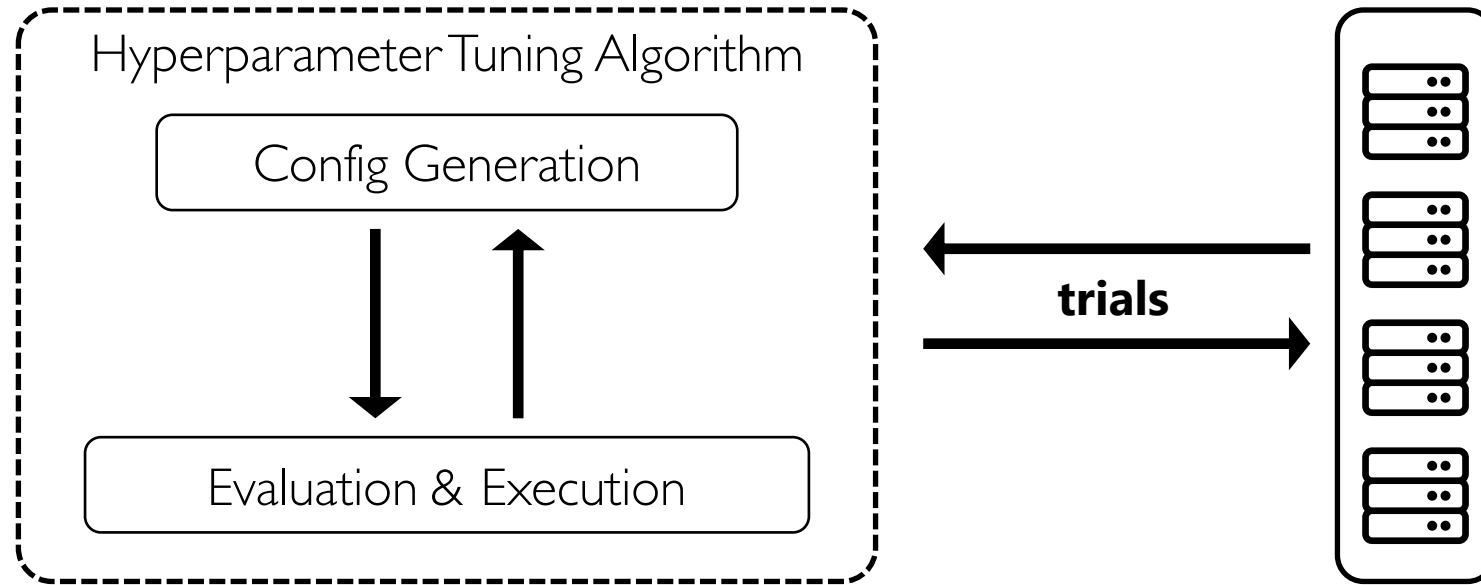 Hyperparameter Tuning Algorithm
Config Generation
trials
Evaluation & Execution